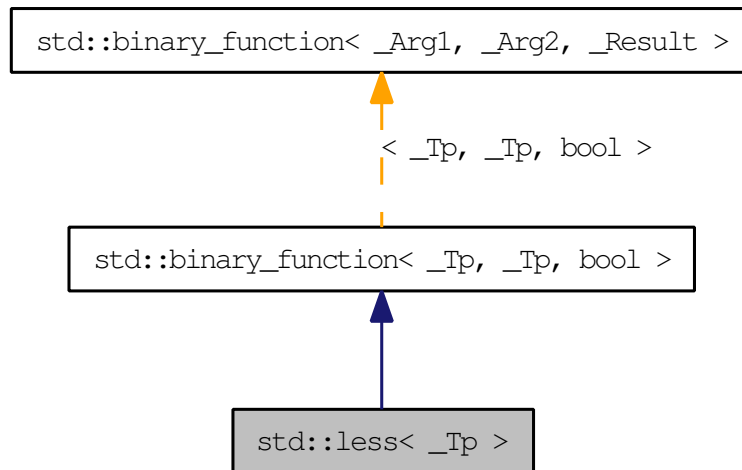 std::binary_function< _Arg1, _Arg2, _Result >
< _Tp, _Tp, bool >
std::binary_function< _Tp, _Tp, bool >
std::less< _Tp >